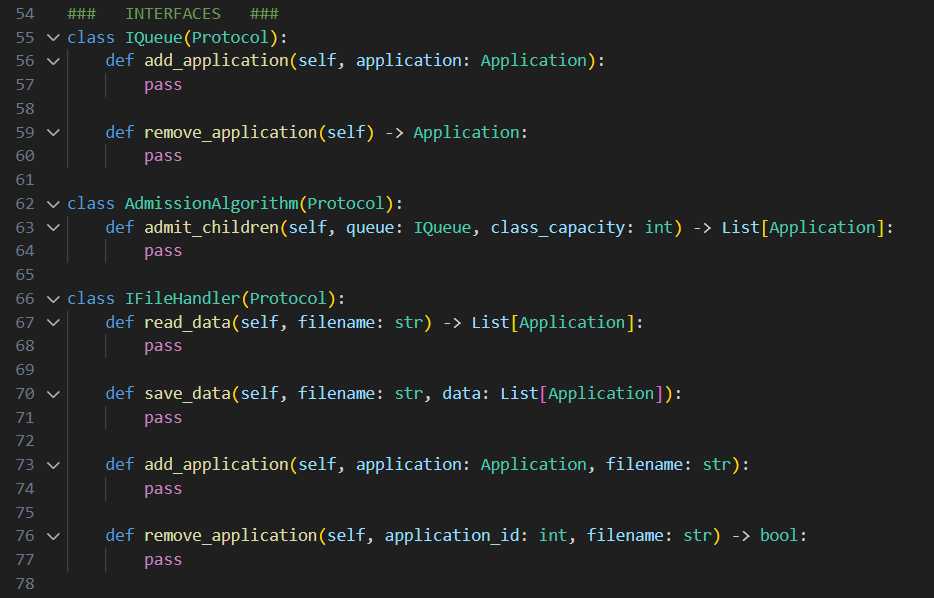 54 ### INTERFACES ###
55 class IQueue(Protocol):
56 def add_application(self, application: Application):
57 pass
58
59 def remove_application(self) -> Application:
60 pass
61
62 class AdmissionAlgorithm(Protocol):
63 def admit_children(self, queue: IQueue, class_capacity: int) -> List[Application]:
64 pass
65
66 class IFileHandler(Protocol):
67 def read_data(self, filename: str) -> List[Application]:
68 pass
69
70 def save_data(self, filename: str, data: List[Application]):
71 pass
72
73 def add_application(self, application: Application, filename: str):
74 pass
75
76 def remove_application(self, application_id: int, filename: str) -> bool:
77 pass
78